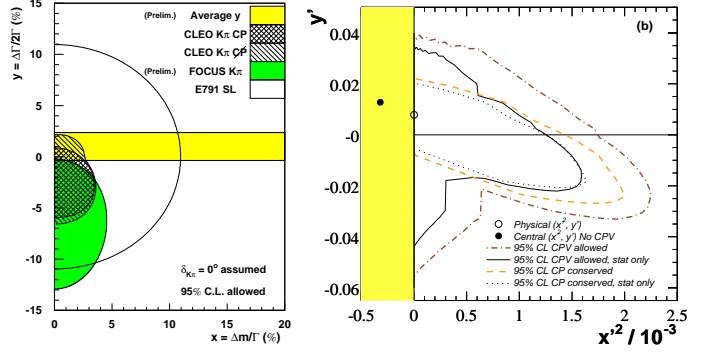 y = ΔΓ/2Γ (%)
15
10
5
0
-5
-10
-15
(Prelim.) Average y
CLEO Kπ CP
CLEO Kπ CP̸
(Prelim.) FOCUS Kπ
E791 SL
δKπ = 0° assumed
95% C.L. allowed
0 5 10 15 20
x = Δm/Γ (%)
y'
(b)
0.04
0.02
-0
-0.02
-0.04
-0.06
Physical (x'², y')
Central (x'², y') No CPV
95% CL CPV allowed
95% CL CPV allowed, stat only
95% CL CP conserved
95% CL CP conserved, stat only
-0.5 0 0.5 1 1.5 2 2.5
x'² / 10⁻³